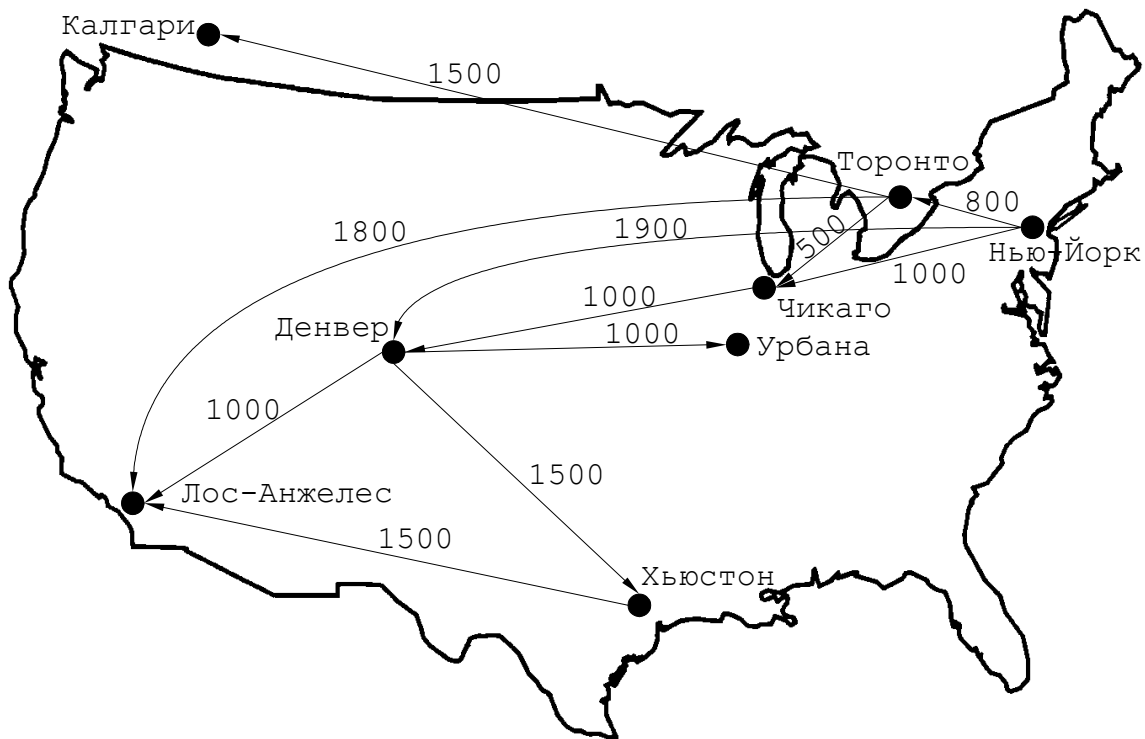 Калгари
1500
Торонто
800
1800
1900
500
Нью-Йорк
1000
1000
Чикаго
Денвер
1000
Урбана
1000
1500
Лос-Анжелес
1500
Хьюстон